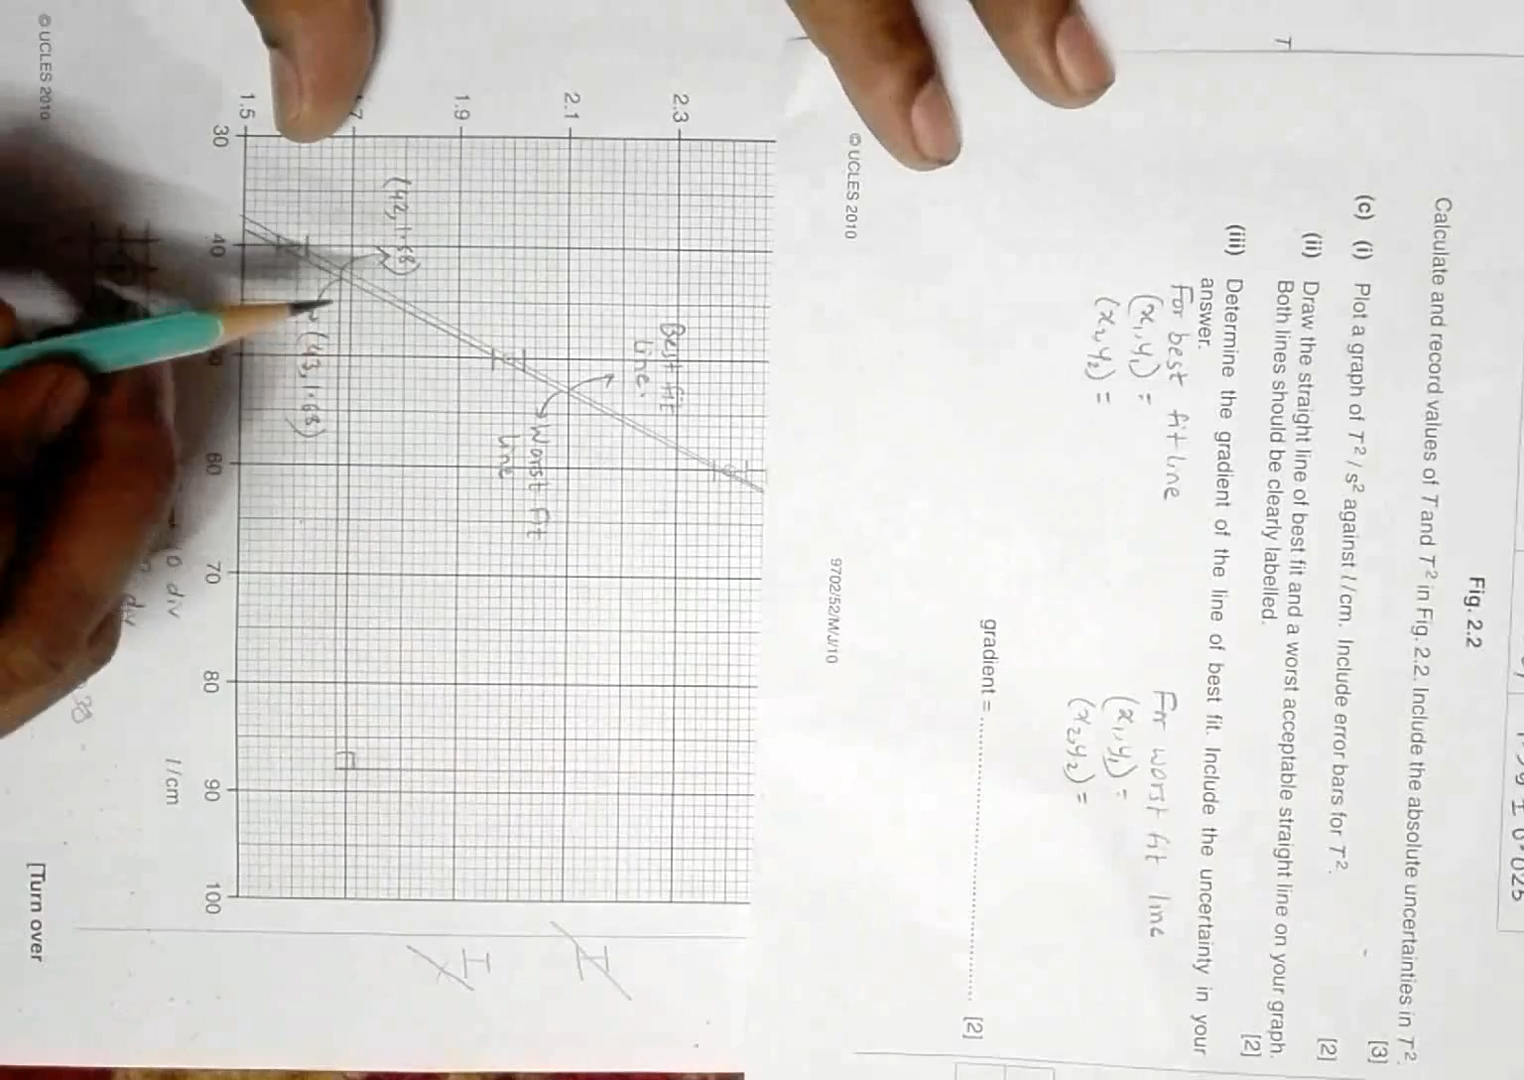 Fig. 2.2
Calculate and record values of T and T² in Fig. 2.2. Include the absolute uncertainties in T².
[3]
(c) (i) Plot a graph of T² / s² against l / cm. Include error bars for T².
[2]
(ii) Draw the straight line of best fit and a worst acceptable straight line on your graph.
Both lines should be clearly labelled.
[2]
(iii) Determine the gradient of the line of best fit. Include the uncertainty in your
answer.
For best fit line
(x₁,y₁) =
(x₂,y₂) =
For worst fit line
(x₁,y₁) =
(x₂,y₂) =
gradient = ........................................ [2]
© UCLES 2010
9702/52/M/J/10
2.3
2.1
1.9
1.5
Best fit
line.
Worst fit
line
(42,1.68)
(43,1.68)
30
40
60
70
80
90
100
l / cm
10 div
© UCLES 2010
[Turn over